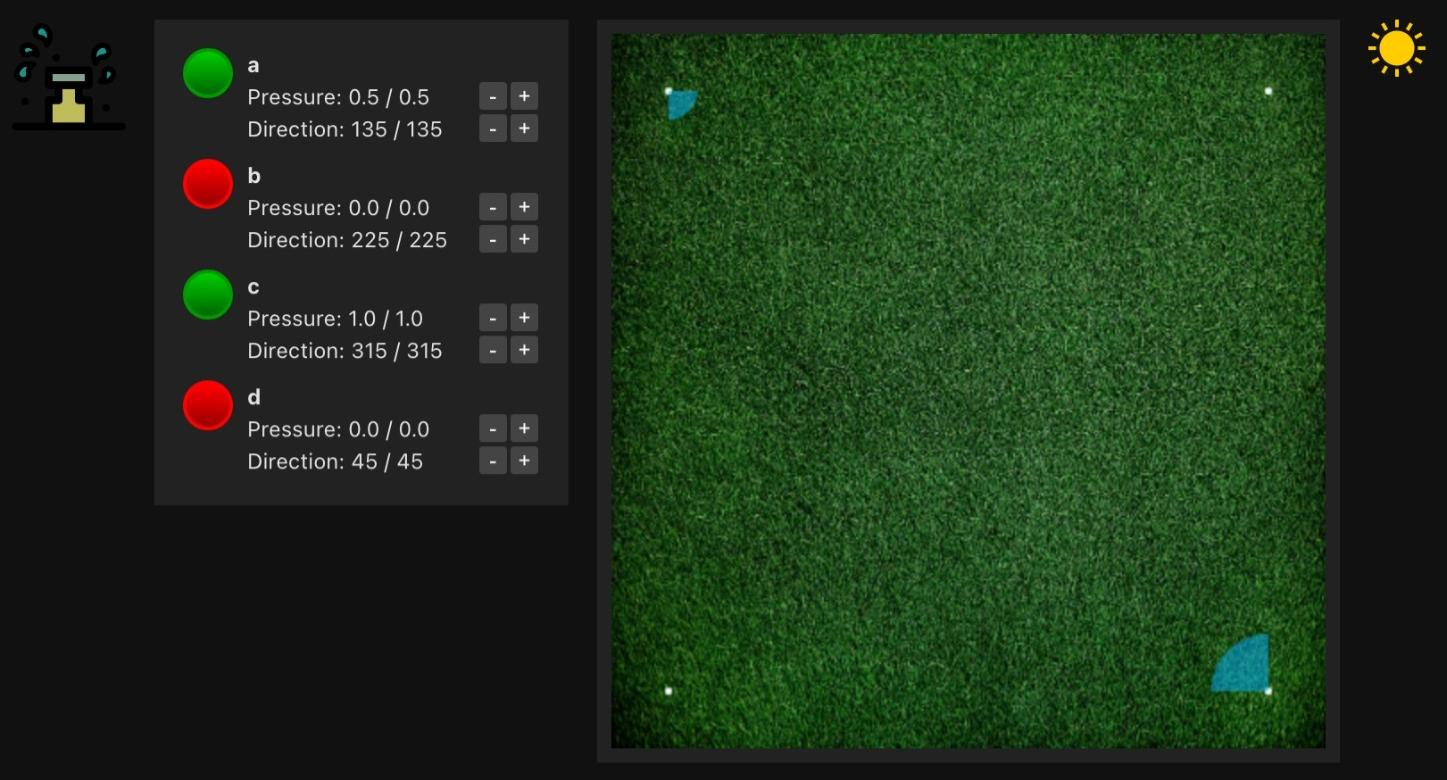 a
Pressure: 0.5 / 0.5 - +
Direction: 135 / 135 - +
b
Pressure: 0.0 / 0.0 - +
Direction: 225 / 225 - +
c
Pressure: 1.0 / 1.0 - +
Direction: 315 / 315 - +
d
Pressure: 0.0 / 0.0 - +
Direction: 45 / 45 - +